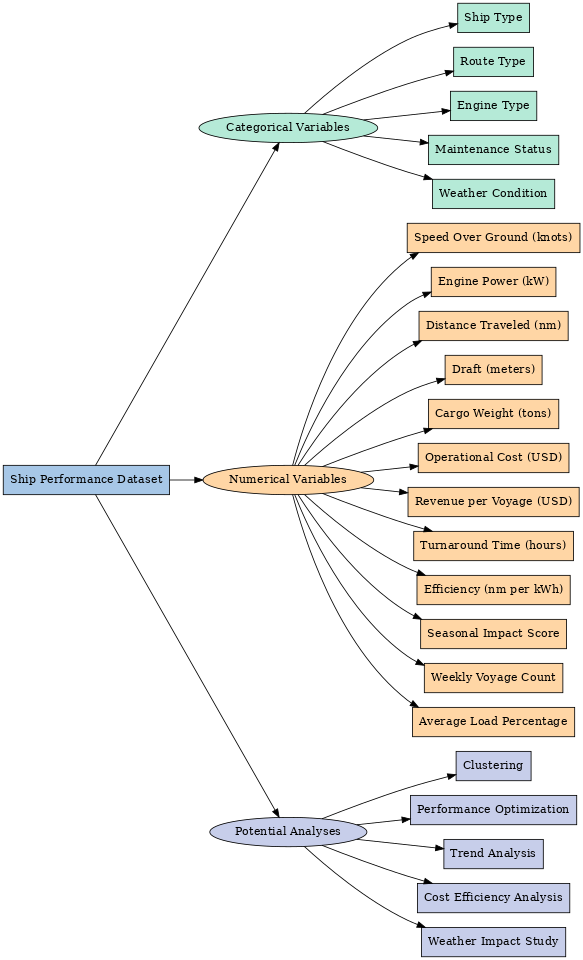 Ship Performance Dataset
Categorical Variables
Ship Type
Route Type
Engine Type
Maintenance Status
Weather Condition
Numerical Variables
Speed Over Ground (knots)
Engine Power (kW)
Distance Traveled (nm)
Draft (meters)
Cargo Weight (tons)
Operational Cost (USD)
Revenue per Voyage (USD)
Turnaround Time (hours)
Efficiency (nm per kWh)
Seasonal Impact Score
Weekly Voyage Count
Average Load Percentage
Potential Analyses
Clustering
Performance Optimization
Trend Analysis
Cost Efficiency Analysis
Weather Impact Study